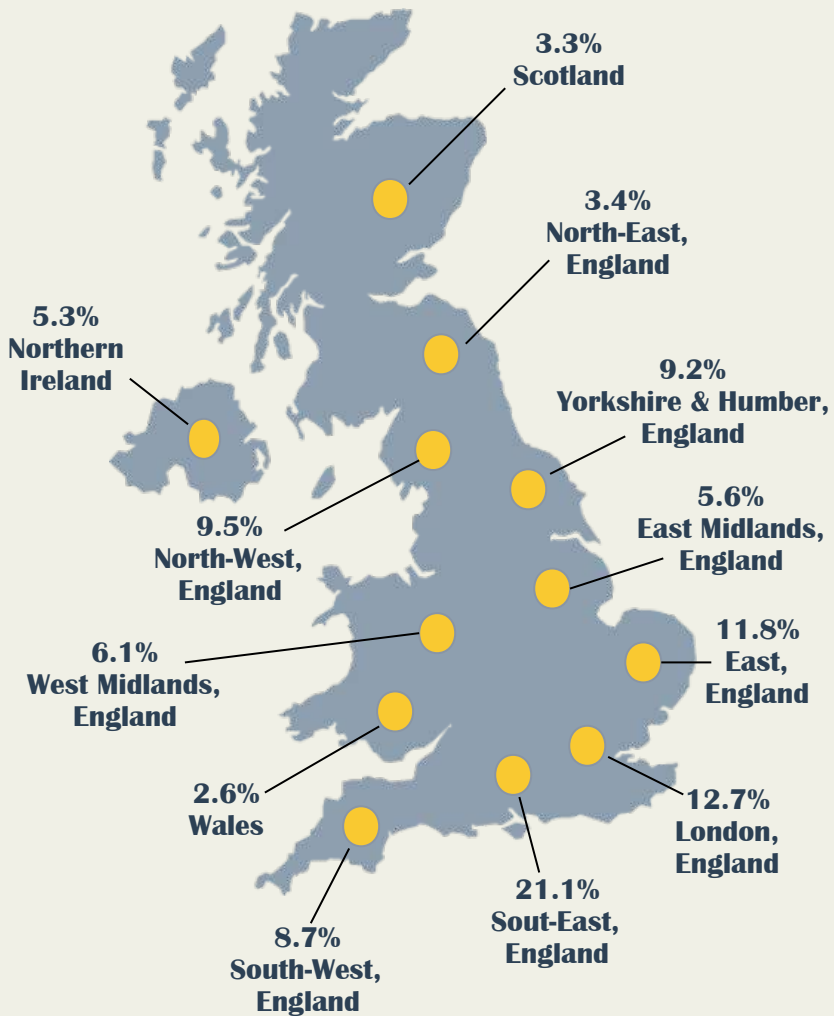 3.3%
Scotland
3.4%
North-East,
England
5.3%
Northern
Ireland
9.2%
Yorkshire & Humber,
England
9.5%
North-West,
England
5.6%
East Midlands,
England
6.1%
West Midlands,
England
11.8%
East,
England
2.6%
Wales
12.7%
London,
England
21.1%
Sout-East,
England
8.7%
South-West,
England